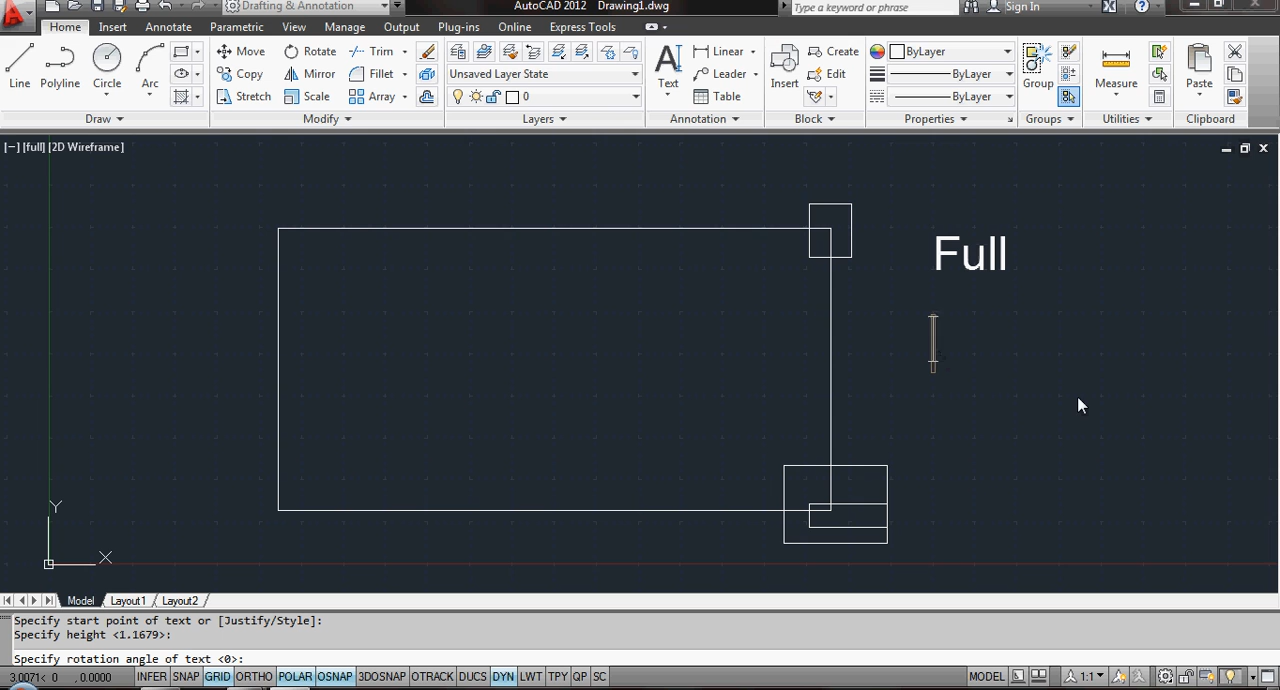 Drafting & Annotation
AutoCAD 2012 Drawing1.dwg
Type a keyword or phrase
Sign In
Home Insert Annotate Parametric View Manage Output Plug-ins Online Express Tools
Line Polyline Circle Arc
Move Rotate Trim
Copy Mirror Fillet
Stretch Scale Array
Unsaved Layer State
0
Text
Linear
Leader
Table
Insert
Create
Edit
ByLayer
ByLayer
ByLayer
Group
Measure
Paste
Draw Modify Layers Annotation Block Properties Groups Utilities Clipboard
[−] [full] [2D Wireframe]
Full
Y
X
Model Layout1 Layout2
Specify start point of text or [Justify/Style]:
Specify height <1.1679>:
Specify rotation angle of text <0>:
3.0071< 0 , 0.0000 INFER SNAP GRID ORTHO POLAR OSNAP 3DOSNAP OTRACK DUCS DYN LWT TPY QP SC MODEL 1:1